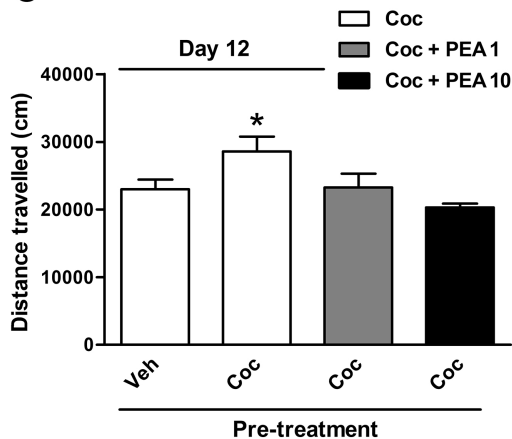 Coc
Coc + PEA 1
Coc + PEA 10
Day 12
*
Distance travelled (cm)
40000
30000
20000
10000
0
Veh
Coc
Coc
Coc
Pre-treatment